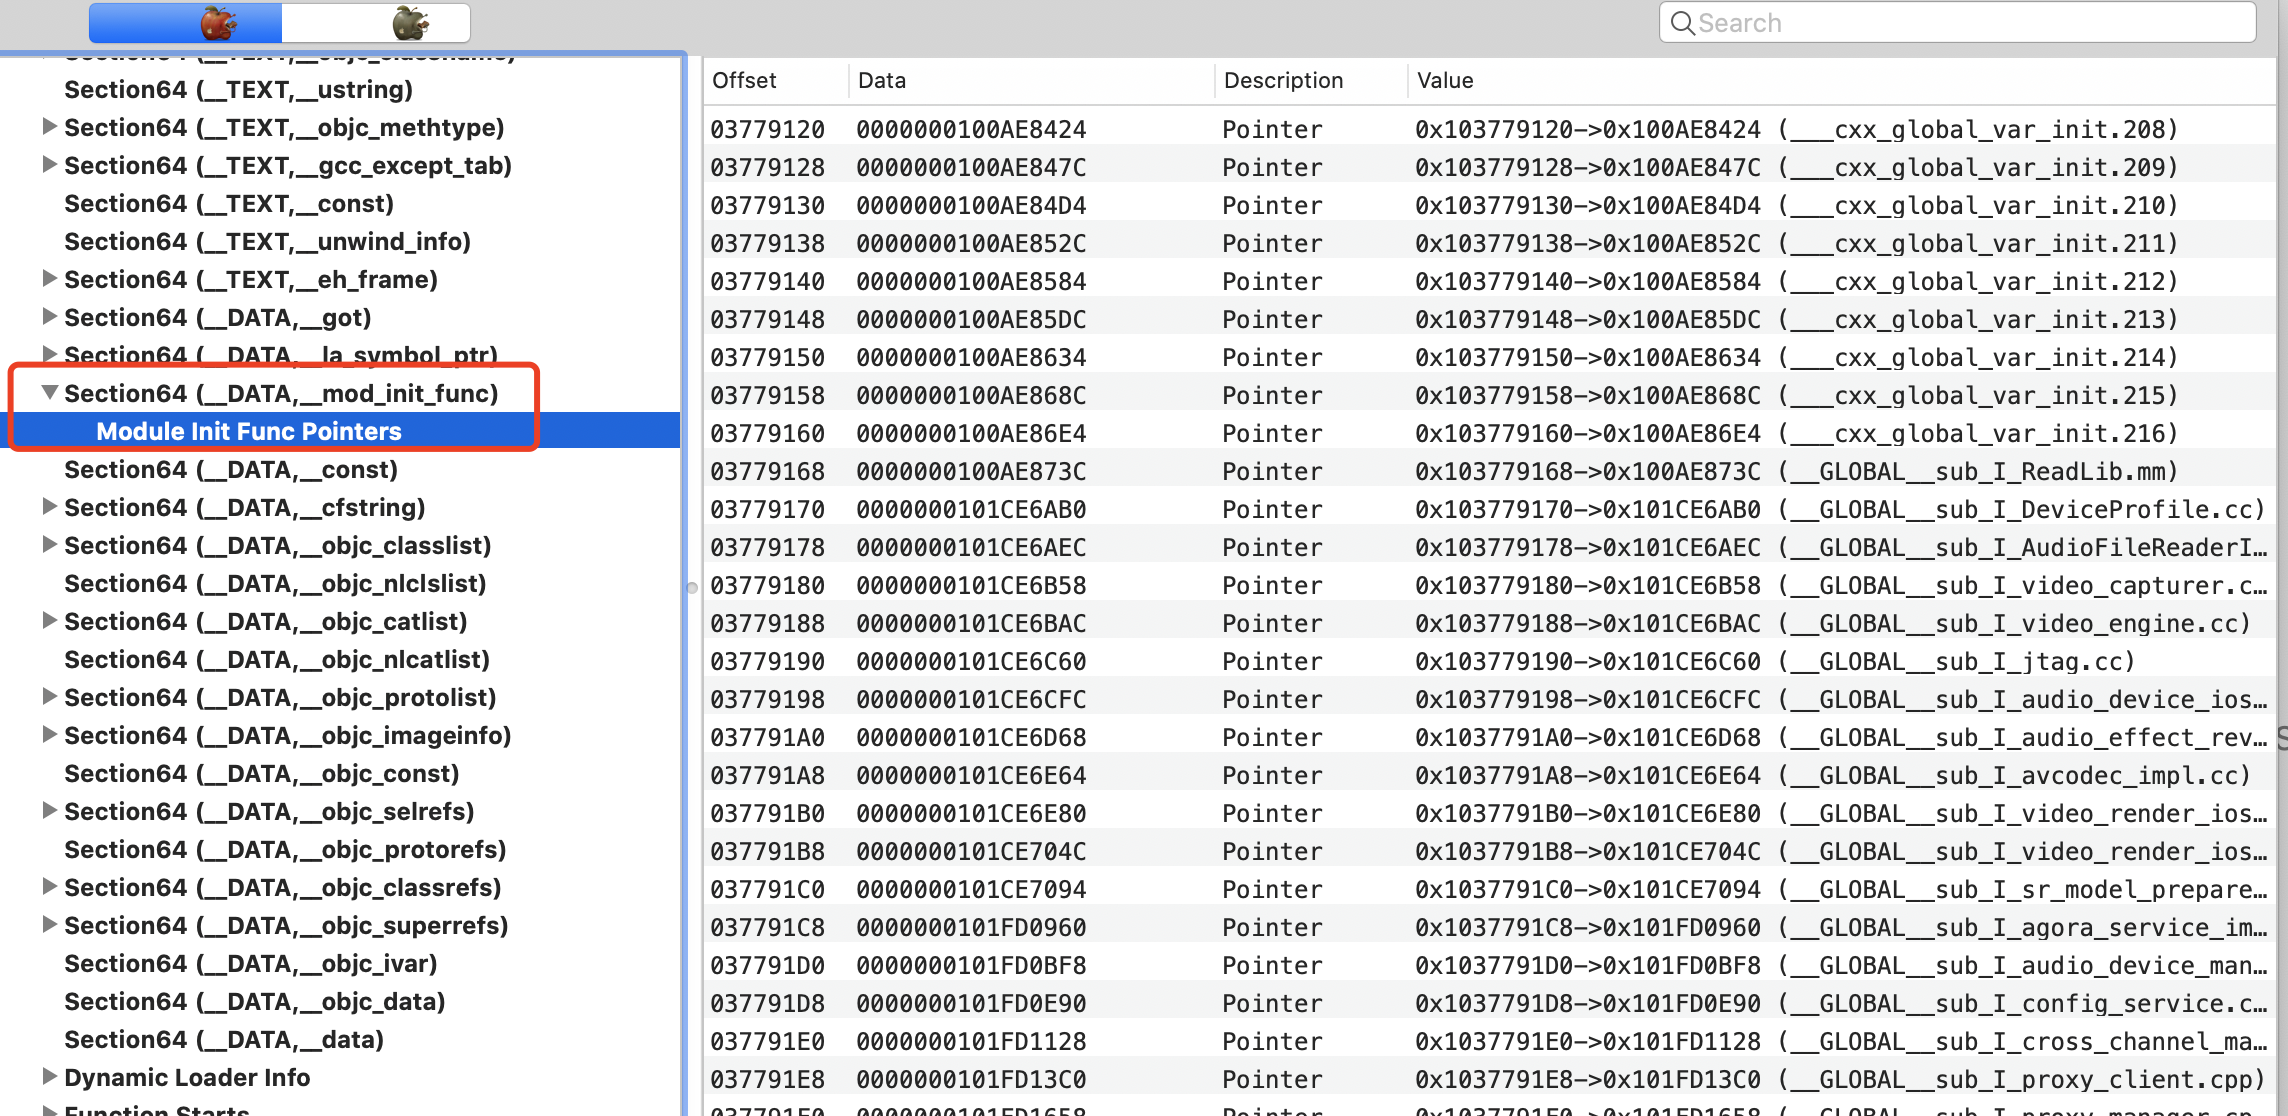 Search
Section64 (__TEXT,__objc_classname)
Section64 (__TEXT,__ustring)
Section64 (__TEXT,__objc_methtype)
Section64 (__TEXT,__gcc_except_tab)
Section64 (__TEXT,__const)
Section64 (__TEXT,__unwind_info)
Section64 (__TEXT,__eh_frame)
Section64 (__DATA,__got)
Section64 (__DATA,__la_symbol_ptr)
Section64 (__DATA,__mod_init_func)
Module Init Func Pointers
Section64 (__DATA,__const)
Section64 (__DATA,__cfstring)
Section64 (__DATA,__objc_classlist)
Section64 (__DATA,__objc_nlclslist)
Section64 (__DATA,__objc_catlist)
Section64 (__DATA,__objc_nlcatlist)
Section64 (__DATA,__objc_protolist)
Section64 (__DATA,__objc_imageinfo)
Section64 (__DATA,__objc_const)
Section64 (__DATA,__objc_selrefs)
Section64 (__DATA,__objc_protorefs)
Section64 (__DATA,__objc_classrefs)
Section64 (__DATA,__objc_superrefs)
Section64 (__DATA,__objc_ivar)
Section64 (__DATA,__objc_data)
Section64 (__DATA,__data)
Dynamic Loader Info
Function Starts
Offset Data Description Value
03779120 0000000100AE8424 Pointer 0x103779120->0x100AE8424 (___cxx_global_var_init.208)
03779128 0000000100AE847C Pointer 0x103779128->0x100AE847C (___cxx_global_var_init.209)
03779130 0000000100AE84D4 Pointer 0x103779130->0x100AE84D4 (___cxx_global_var_init.210)
03779138 0000000100AE852C Pointer 0x103779138->0x100AE852C (___cxx_global_var_init.211)
03779140 0000000100AE8584 Pointer 0x103779140->0x100AE8584 (___cxx_global_var_init.212)
03779148 0000000100AE85DC Pointer 0x103779148->0x100AE85DC (___cxx_global_var_init.213)
03779150 0000000100AE8634 Pointer 0x103779150->0x100AE8634 (___cxx_global_var_init.214)
03779158 0000000100AE868C Pointer 0x103779158->0x100AE868C (___cxx_global_var_init.215)
03779160 0000000100AE86E4 Pointer 0x103779160->0x100AE86E4 (___cxx_global_var_init.216)
03779168 0000000100AE873C Pointer 0x103779168->0x100AE873C (__GLOBAL__sub_I_ReadLib.mm)
03779170 0000000101CE6AB0 Pointer 0x103779170->0x101CE6AB0 (__GLOBAL__sub_I_DeviceProfile.cc)
03779178 0000000101CE6AEC Pointer 0x103779178->0x101CE6AEC (__GLOBAL__sub_I_AudioFileReaderI…
03779180 0000000101CE6B58 Pointer 0x103779180->0x101CE6B58 (__GLOBAL__sub_I_video_capturer.c…
03779188 0000000101CE6BAC Pointer 0x103779188->0x101CE6BAC (__GLOBAL__sub_I_video_engine.cc)
03779190 0000000101CE6C60 Pointer 0x103779190->0x101CE6C60 (__GLOBAL__sub_I_jtag.cc)
03779198 0000000101CE6CFC Pointer 0x103779198->0x101CE6CFC (__GLOBAL__sub_I_audio_device_ios…
037791A0 0000000101CE6D68 Pointer 0x1037791A0->0x101CE6D68 (__GLOBAL__sub_I_audio_effect_rev…
037791A8 0000000101CE6E64 Pointer 0x1037791A8->0x101CE6E64 (__GLOBAL__sub_I_avcodec_impl.cc)
037791B0 0000000101CE6E80 Pointer 0x1037791B0->0x101CE6E80 (__GLOBAL__sub_I_video_render_ios…
037791B8 0000000101CE704C Pointer 0x1037791B8->0x101CE704C (__GLOBAL__sub_I_video_render_ios…
037791C0 0000000101CE7094 Pointer 0x1037791C0->0x101CE7094 (__GLOBAL__sub_I_sr_model_prepare…
037791C8 0000000101FD0960 Pointer 0x1037791C8->0x101FD0960 (__GLOBAL__sub_I_agora_service_im…
037791D0 0000000101FD0BF8 Pointer 0x1037791D0->0x101FD0BF8 (__GLOBAL__sub_I_audio_device_man…
037791D8 0000000101FD0E90 Pointer 0x1037791D8->0x101FD0E90 (__GLOBAL__sub_I_config_service.c…
037791E0 0000000101FD1128 Pointer 0x1037791E0->0x101FD1128 (__GLOBAL__sub_I_cross_channel_ma…
037791E8 0000000101FD13C0 Pointer 0x1037791E8->0x101FD13C0 (__GLOBAL__sub_I_proxy_client.cpp)
037791F0 0000000101FD1658 Pointer 0x1037791F0->0x101FD1658 (__GLOBAL__sub_I_proxy_manager.cp…